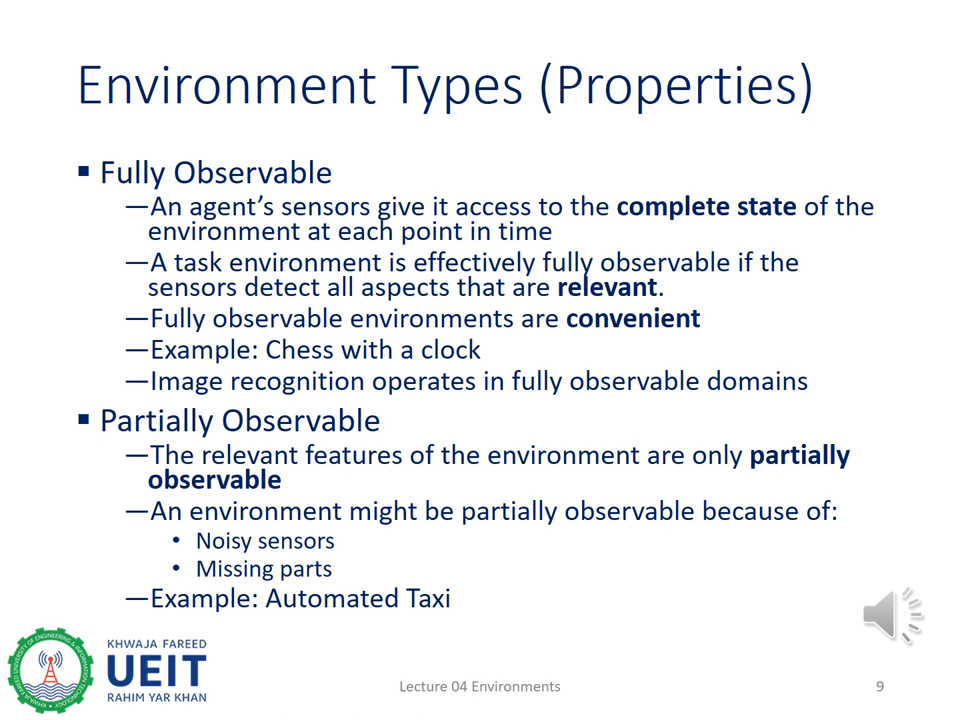 Environment Types (Properties)
▪ Fully Observable
—An agent’s sensors give it access to the complete state of the
environment at each point in time
—A task environment is effectively fully observable if the
sensors detect all aspects that are relevant.
—Fully observable environments are convenient
—Example: Chess with a clock
—Image recognition operates in fully observable domains
▪ Partially Observable
—The relevant features of the environment are only partially
observable
—An environment might be partially observable because of:
• Noisy sensors
• Missing parts
—Example: Automated Taxi
KHWAJA FAREED
UEIT
RAHIM YAR KHAN
Lecture 04 Environments
9